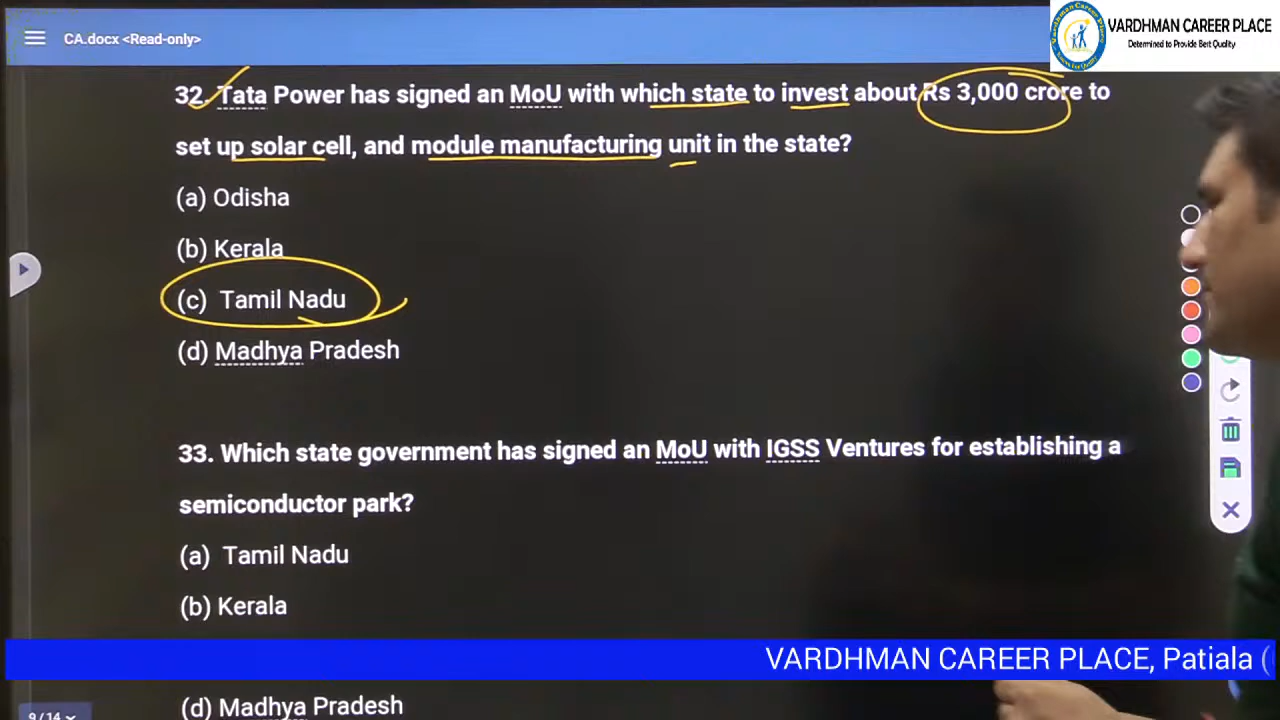 CA.docx <Read-only>
VARDHMAN CAREER PLACE
Determined to Provide Bert Quality
32. Tata Power has signed an MoU with which state to invest about Rs 3,000 crore to
set up solar cell, and module manufacturing unit in the state?
(a) Odisha
(b) Kerala
(c) Tamil Nadu
(d) Madhya Pradesh
33. Which state government has signed an MoU with IGSS Ventures for establishing a
semiconductor park?
(a) Tamil Nadu
(b) Kerala
VARDHMAN CAREER PLACE, Patiala (
(d) Madhya Pradesh
9/14